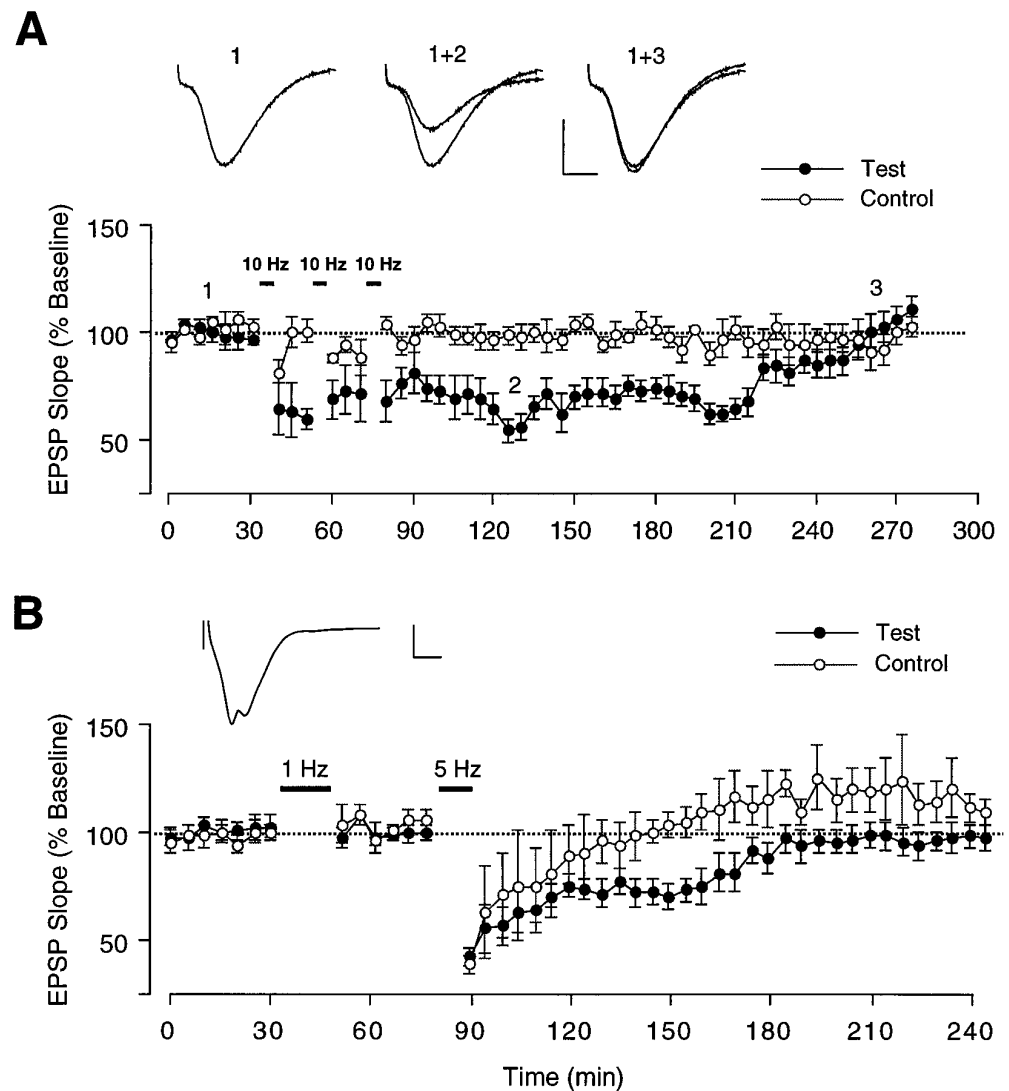 A
1 1+2 1+3
Test
Control
EPSP Slope (% Baseline)
150
100
50
10 Hz 10 Hz 10 Hz
1
2
3
0 30 60 90 120 150 180 210 240 270 300
B
Test
Control
EPSP Slope (% Baseline)
150
100
50
1 Hz 5 Hz
0 30 60 90 120 150 180 210 240
Time (min)